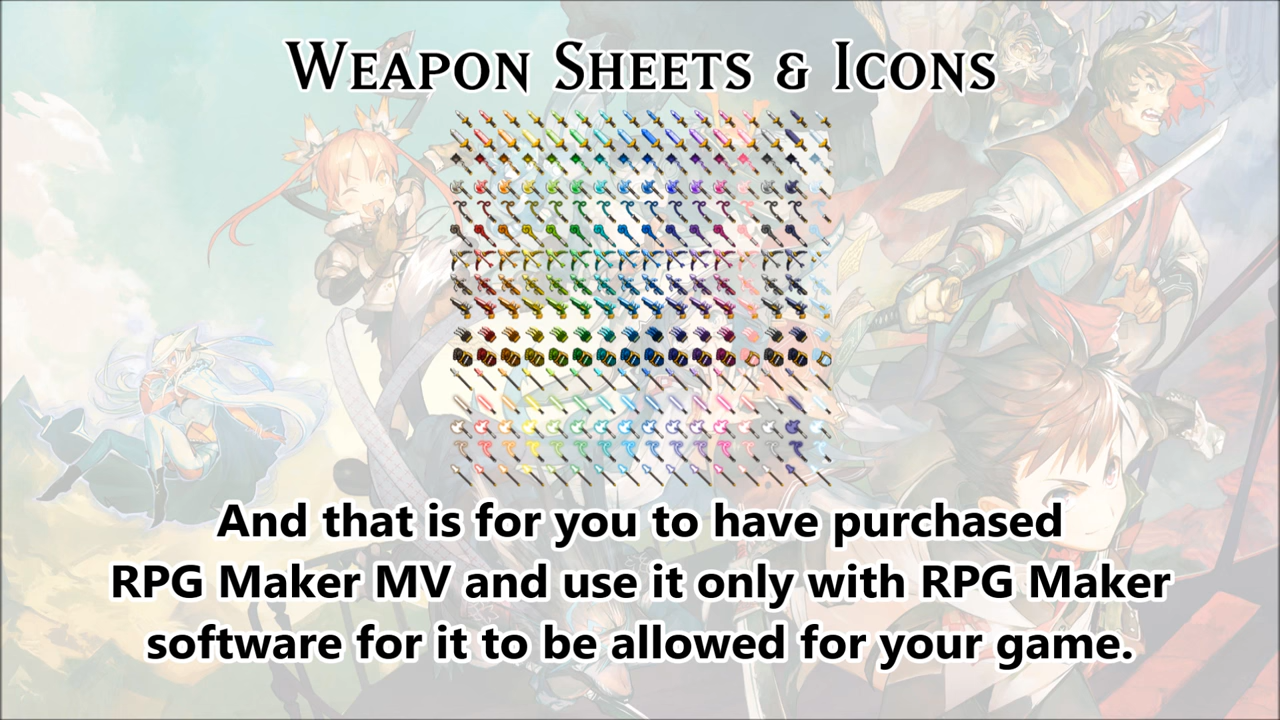 Weapon Sheets & Icons
And that is for you to have purchased
RPG Maker MV and use it only with RPG Maker
software for it to be allowed for your game.